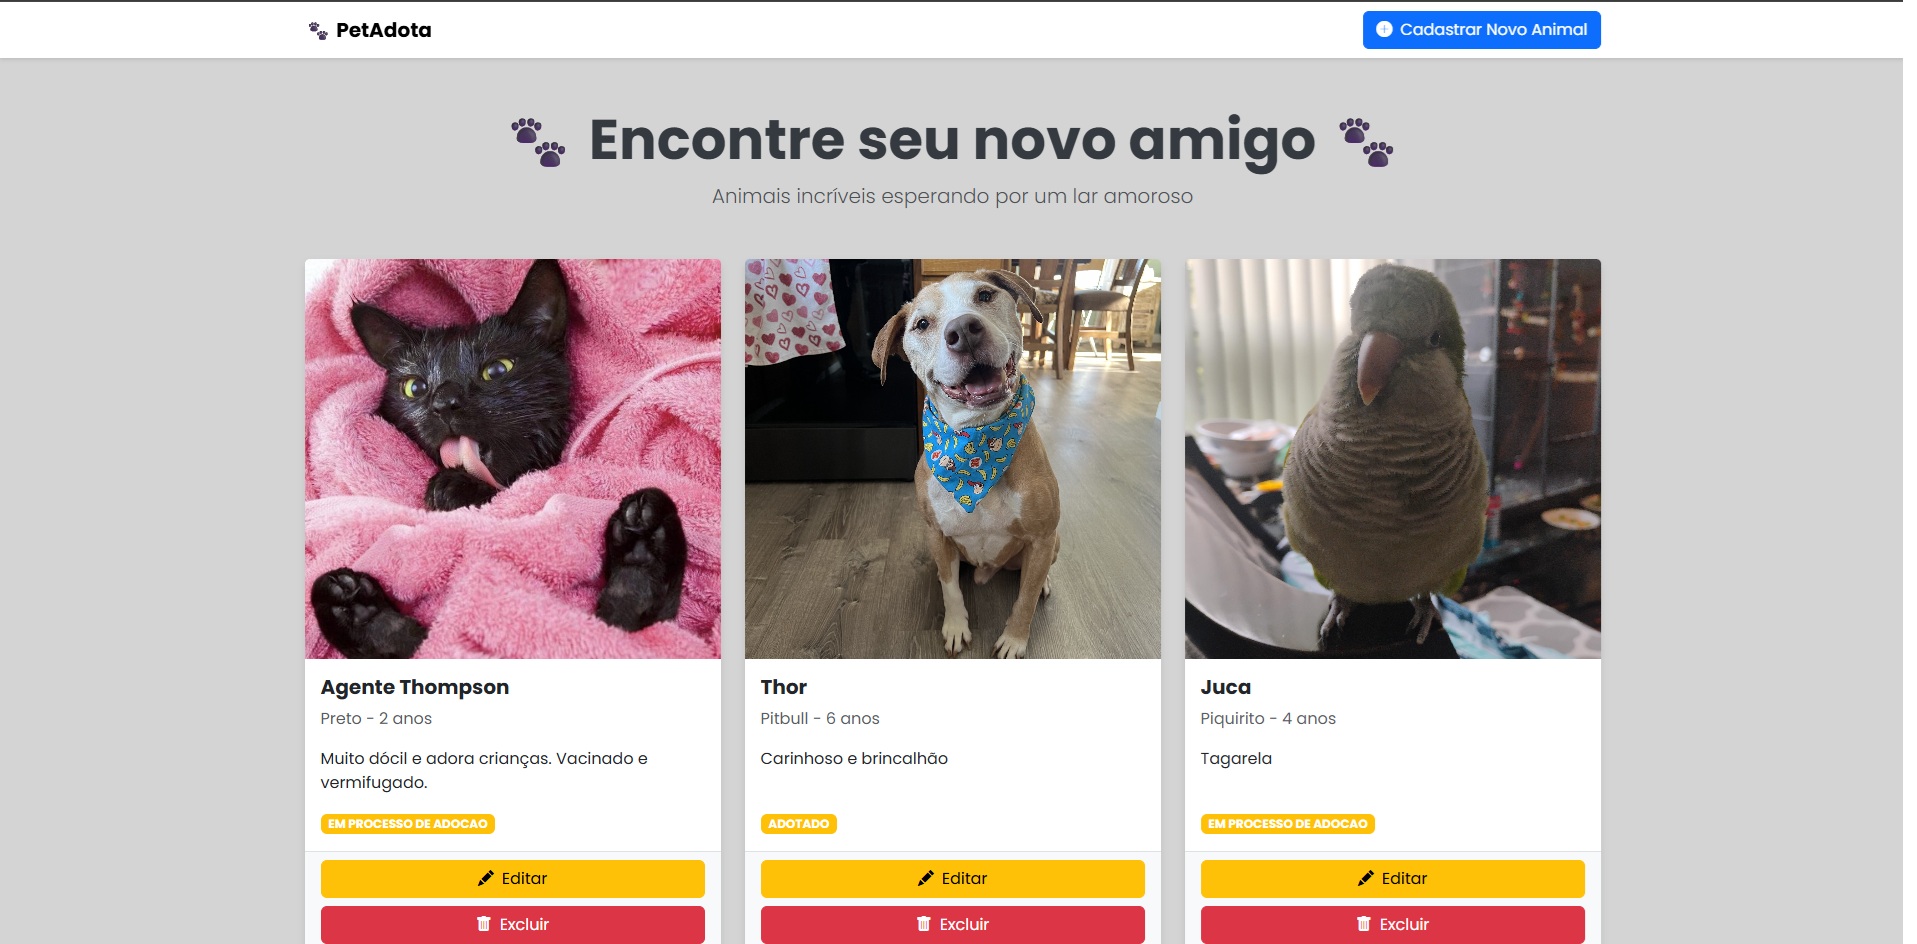 PetAdota
Cadastrar Novo Animal
Encontre seu novo amigo
Animais incríveis esperando por um lar amoroso
Agente Thompson
Preto - 2 anos
Muito dócil e adora crianças. Vacinado e
vermifugado.
EM PROCESSO DE ADOCAO
Editar
Excluir
Thor
Pitbull - 6 anos
Carinhoso e brincalhão
ADOTADO
Editar
Excluir
Juca
Piquirito - 4 anos
Tagarela
EM PROCESSO DE ADOCAO
Editar
Excluir